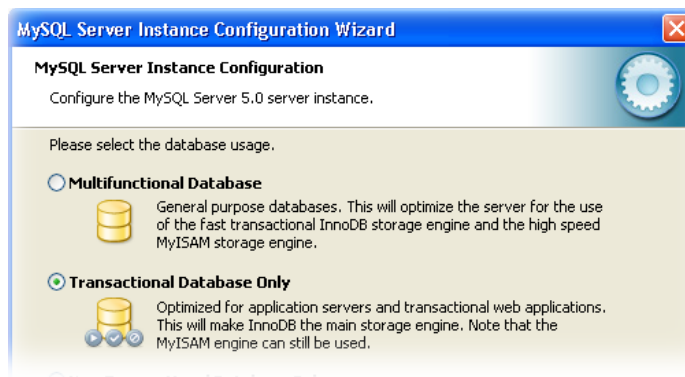 MySQL Server Instance Configuration Wizard
MySQL Server Instance Configuration
Configure the MySQL Server 5.0 server instance.
Please select the database usage.
Multifunctional Database
General purpose databases. This will optimize the server for the use
of the fast transactional InnoDB storage engine and the high speed
MyISAM storage engine.
Transactional Database Only
Optimized for application servers and transactional web applications.
This will make InnoDB the main storage engine. Note that the
MyISAM engine can still be used.